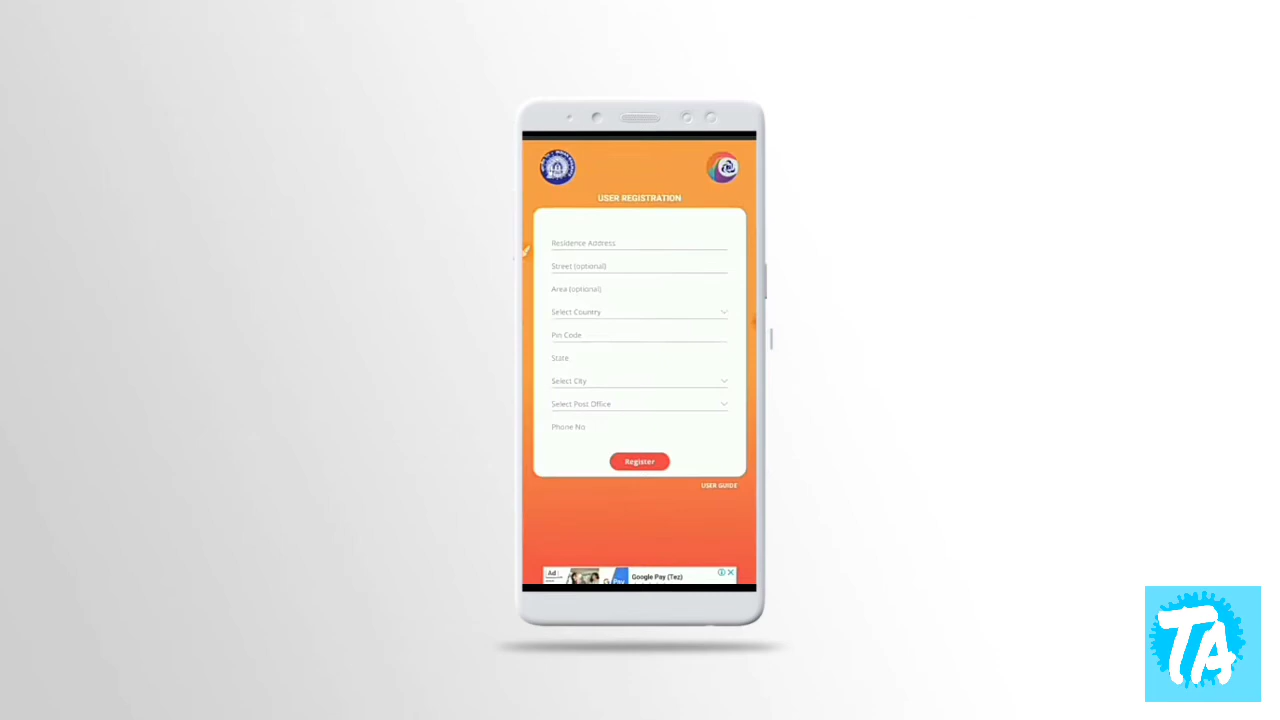 USER REGISTRATION
Residence Address
Street (optional)
Area (optional)
Select Country
Pin Code
State
Select City
Select Post Office
Phone No
Register
USER GUIDE
Ad
G Pay
Google Pay (Tez)
TA